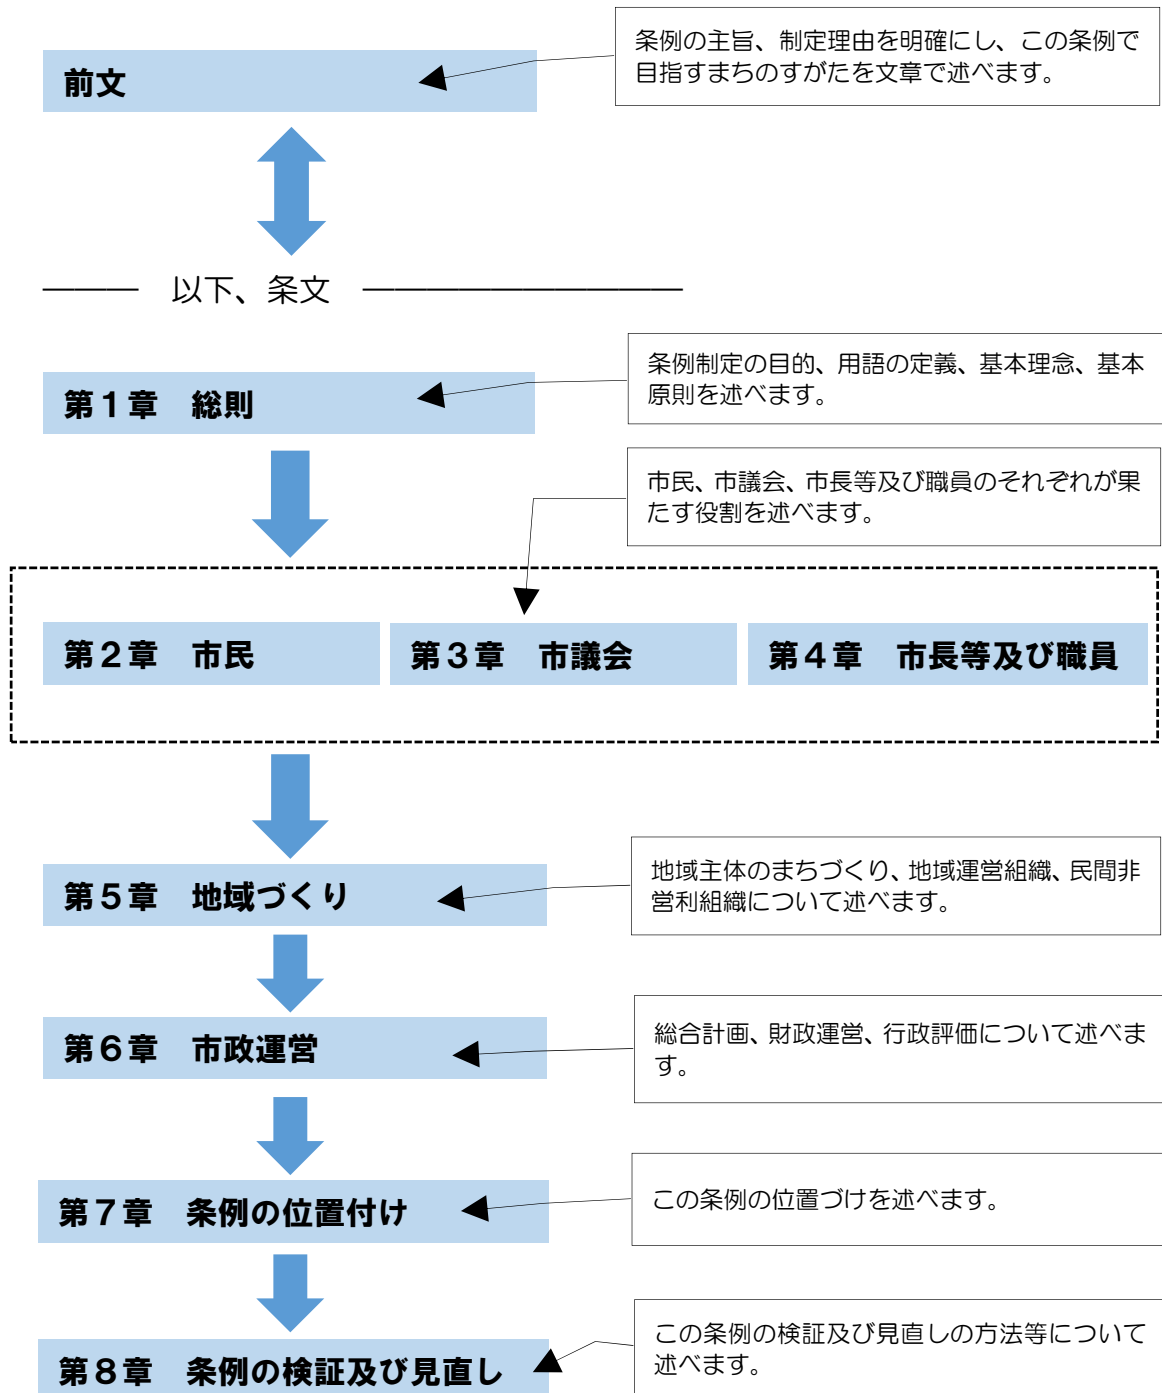 条例の主旨、制定理由を明確にし、この条例で
目指すまちのすがたを文章で述べます。
前文
以下、条文
条例制定の目的、用語の定義、基本理念、基本
原則を述べます。
第１章　総則
市民、市議会、市長等及び職員のそれぞれが果
たす役割を述べます。
第２章　市民
第３章　市議会
第４章　市長等及び職員
地域主体のまちづくり、地域運営組織、民間非
営利組織について述べます。
第５章　地域づくり
総合計画、財政運営、行政評価について述べま
す。
第６章　市政運営
この条例の位置づけを述べます。
第７章　条例の位置付け
この条例の検証及び見直しの方法等について
述べます。
第８章　条例の検証及び見直し